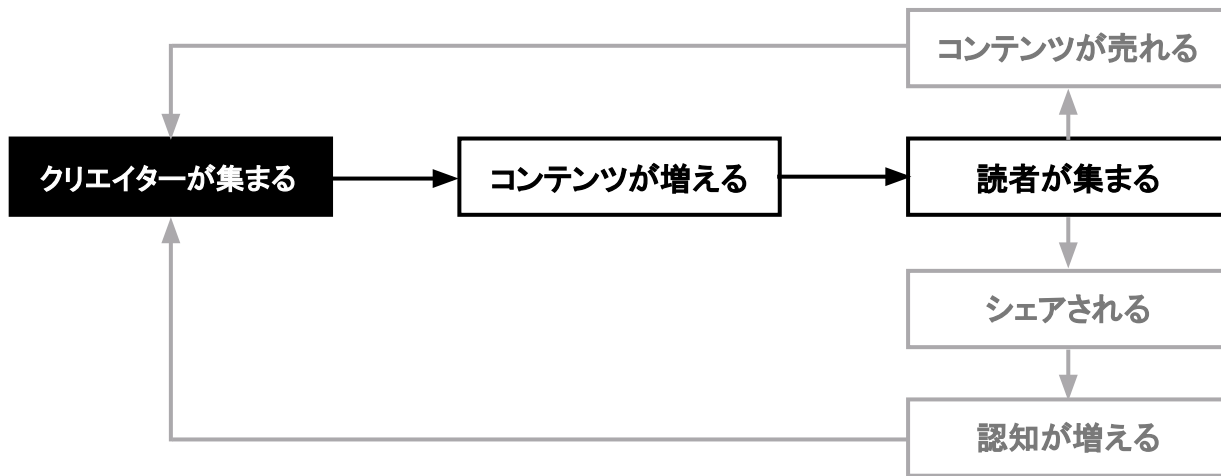 コンテンツが売れる
クリエイターが集まる
コンテンツが増える
読者が集まる
シェアされる
認知が増える